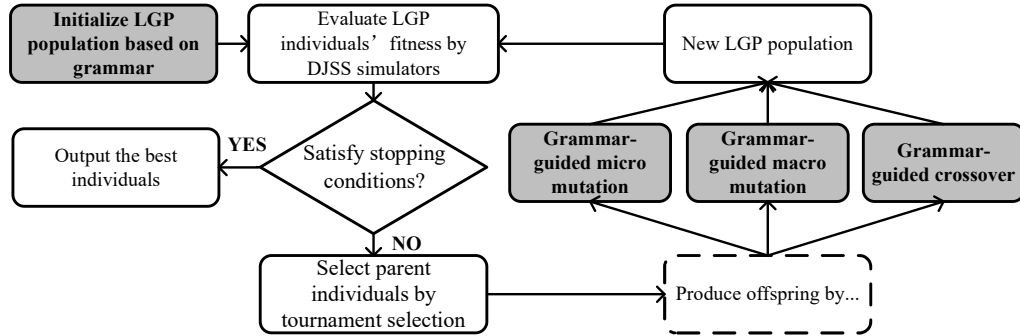 Initialize LGP
population based on
grammar
Evaluate LGP
individuals’ fitness by
DJSS simulators
New LGP population
YES
Output the best
individuals
Satisfy stopping
conditions?
Grammar-
guided micro
mutation
Grammar-
guided macro
mutation
Grammar-
guided crossover
NO
Select parent
individuals by
tournament selection
Produce offspring by...